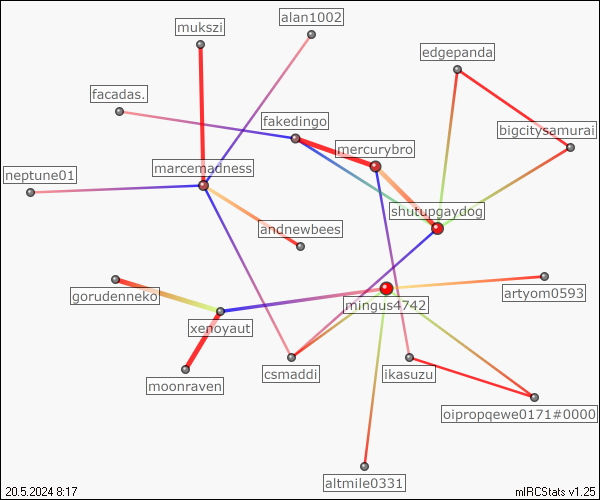 alan1002
mukszi
edgepanda
facadas.
fakedingo
bigcitysamurai
mercurybro
marcemadness
neptune01
shutupgaydog
andnewbees
artyom0593
gorudenneko
mingus4742
xenoyaut
csmaddi
ikasuzu
moonraven
oipropqewe0171#0000
altmile0331
20.5.2024 8:17
mIRCStats v1.25